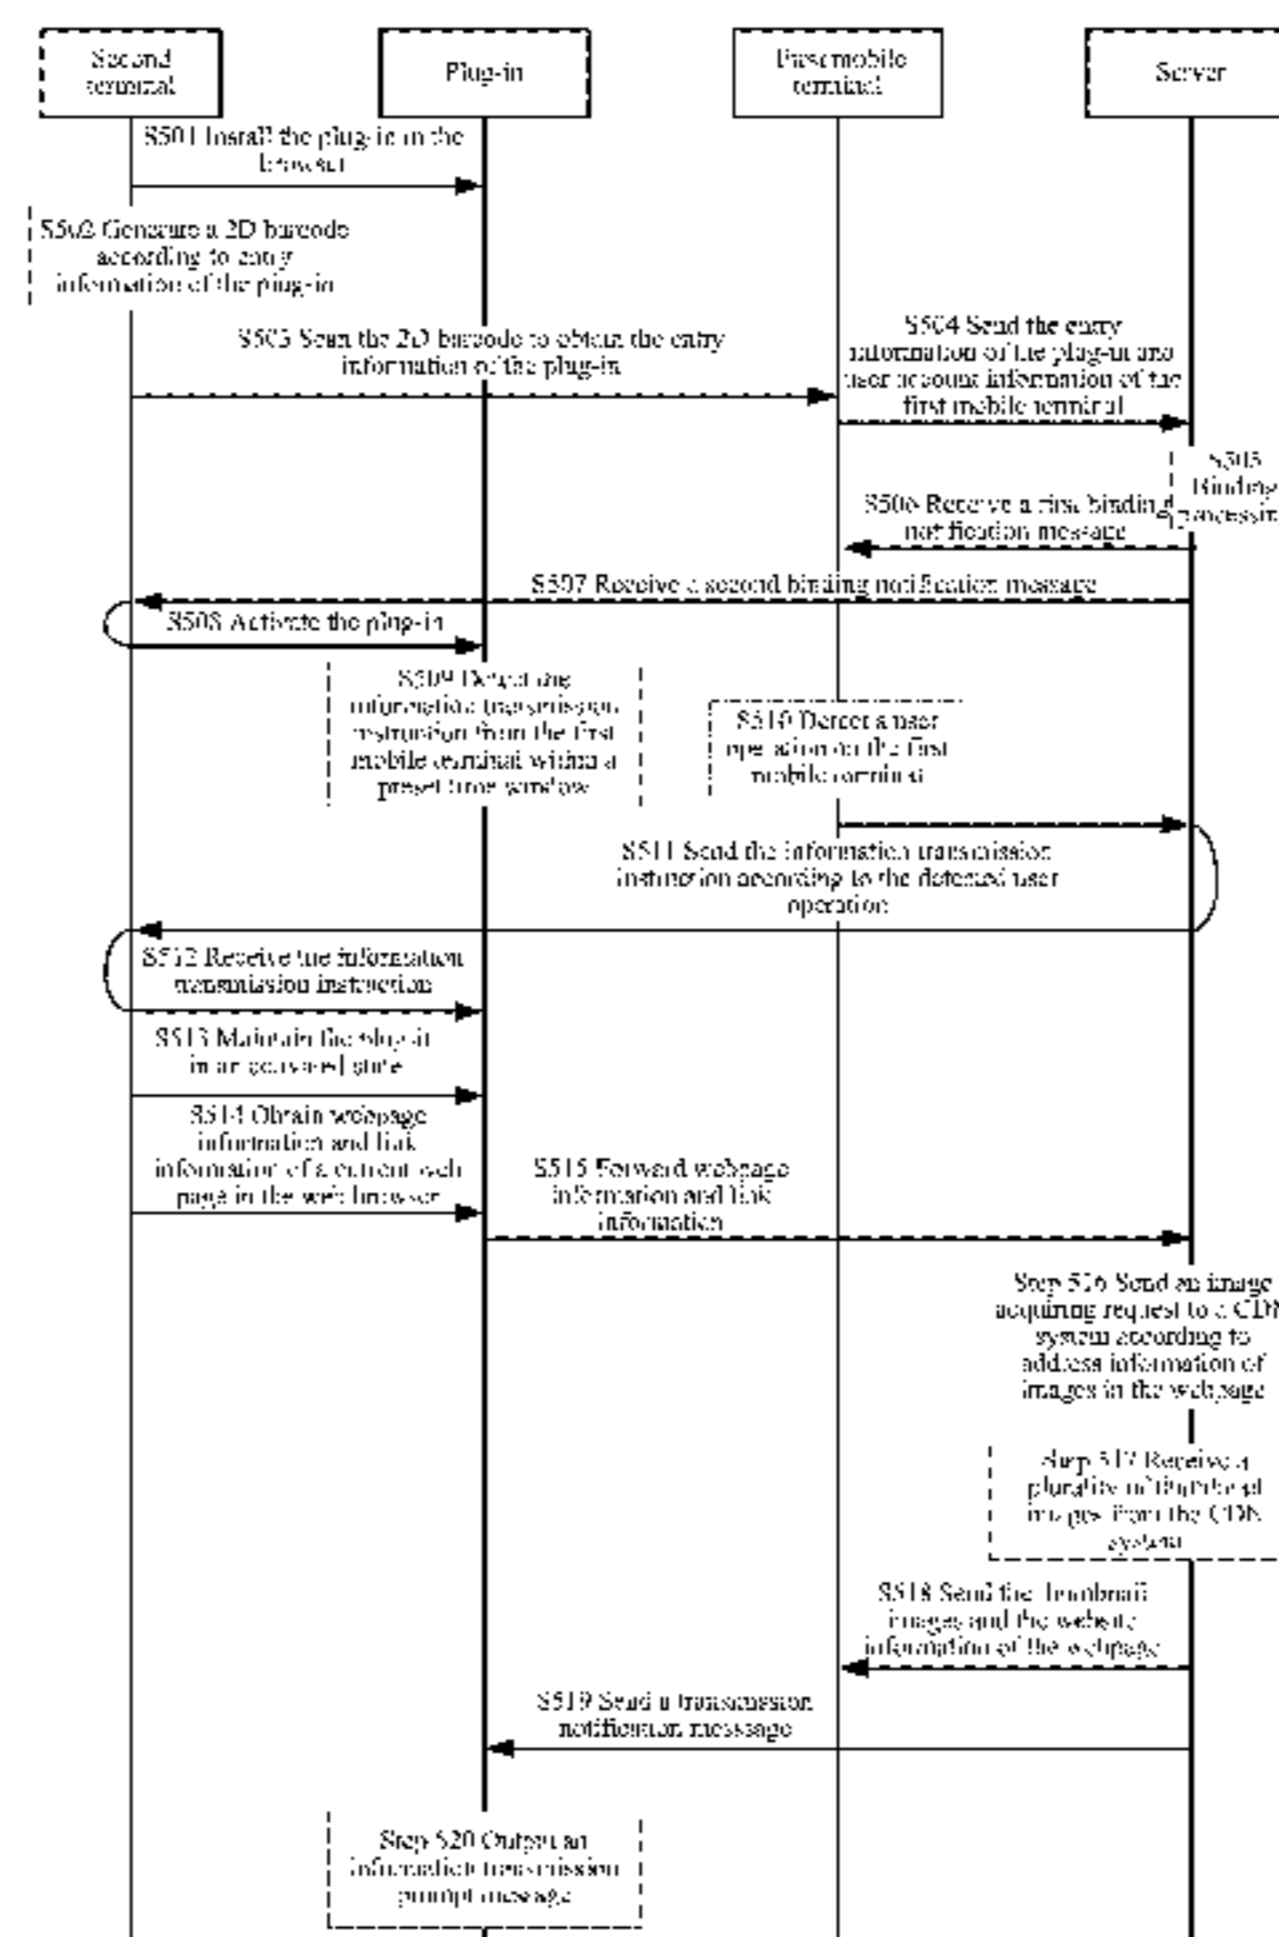 Second
terminal
Plug-in
First mobile
terminal
Server
S501 Install the plug-in in the
browser
S502 Generate a 2D barcode
according to entry
information of the plug-in
S503 Scan the 2D barcode to obtain the entry
information of the plug-in
S504 Send the entry
information of the plug-in and
user account information of the
first mobile terminal
S505
Binding
S506 Receive a first binding
notification message
S507 Receive a second binding notification message
S508 Activate the plug-in
S509 Detect the
information transmission
instruction from the first
mobile terminal within a
preset time window
S510 Detect a user
operation on the first
mobile terminal
S511 Send the information transmission
instruction according to the detected user
operation
S512 Receive the information
transmission instruction
S513 Maintain the plug-in
in an activated state
S514 Obtain webpage
information and link
information of a current web
page in the web browser
S515 Forward webpage
information and link
information
Step 516 Send an image
acquiring request to a
system according to
address information of
images in the webpage
Step 517 Receive a
plurality of thumbnail
images from the CDN
system
S518 Send the thumbnail
images and the website
information of the webpage
S519 Send a transmission
notification messsage
Step 520 Output an
information transmission
prompt message